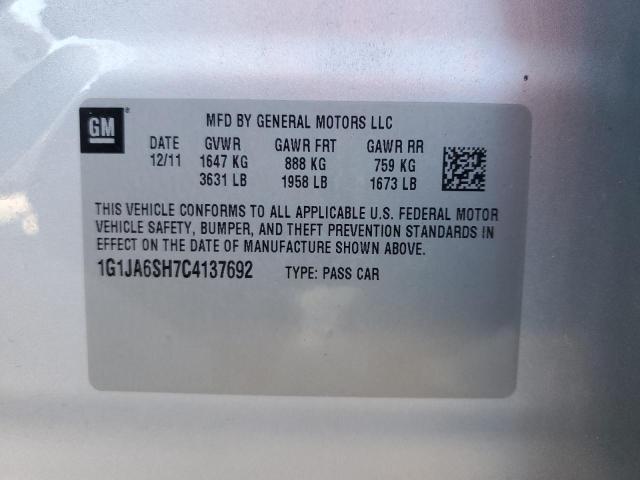 GM ®
MFD BY GENERAL MOTORS LLC
DATE GVWR GAWR FRT GAWR RR
12/11 1647 KG 888 KG 759 KG
3631 LB 1958 LB 1673 LB
THIS VEHICLE CONFORMS TO ALL APPLICABLE U.S. FEDERAL MOTOR
VEHICLE SAFETY, BUMPER, AND THEFT PREVENTION STANDARDS IN
EFFECT ON THE DATE OF MANUFACTURE SHOWN ABOVE.
1G1JA6SH7C4137692 TYPE: PASS CAR